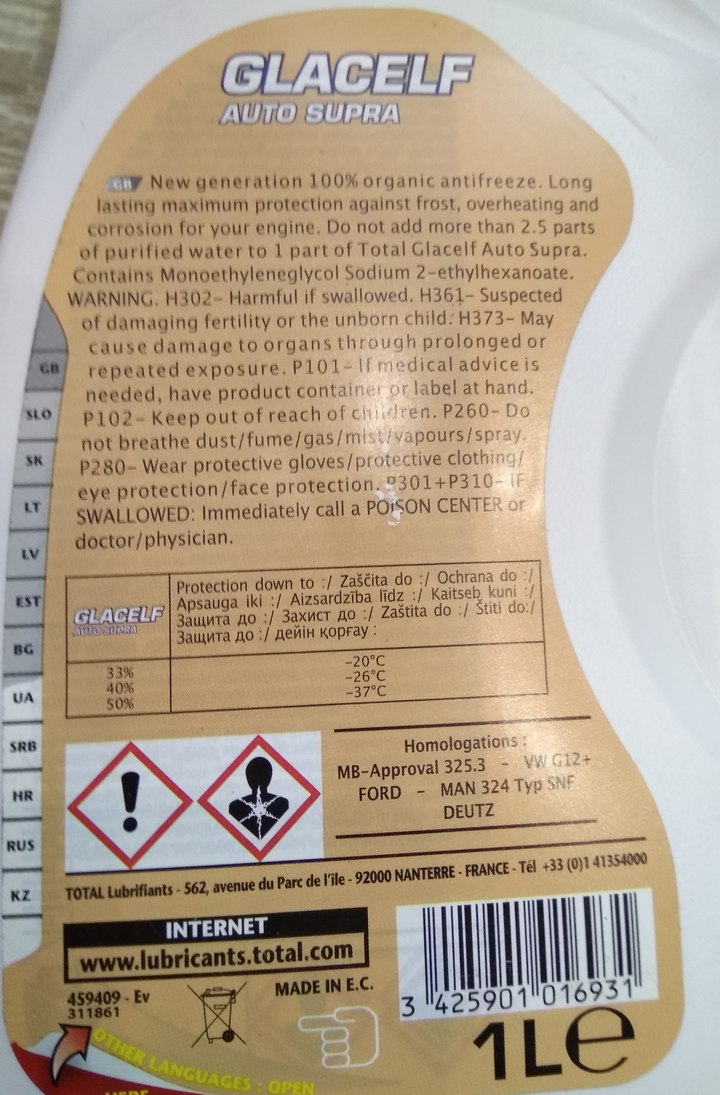 GLACELF
AUTO SUPRA
GB New generation 100% organic antifreeze. Long
lasting maximum protection against frost, overheating and
corrosion for your engine. Do not add more than 2.5 parts
of purified water to 1 part of Total Glacelf Auto Supra.
Contains Monoethyleneglycol Sodium 2-ethylhexanoate.
WARNING. H302- Harmful if swallowed. H361- Suspected
of damaging fertility or the unborn child. H373- May
cause damage to organs through prolonged or
repeated exposure. P101- If medical advice is
needed, have product container or label at hand.
P102- Keep out of reach of children. P260- Do
not breathe dust/fume/gas/mist/vapours/spray.
P280- Wear protective gloves/protective clothing/
eye protection/face protection. P301+P310- IF
SWALLOWED: Immediately call a POISON CENTER or
doctor/physician.
GB
SLO
SK
LT
LV
EST
BG
UA
SRB
HR
RUS
KZ
GLACELF
AUTO SUPRA
Protection down to :/ Zaščita do :/ Ochrana do :/
Apsauga iki :/ Aizsardzība līdz :/ Kaitseb kuni :/
Защита до :/ Захист до :/ Zaštita do :/ Štiti do:/
Защита до :/ дейін қорғау :
33% -20°C
40% -26°C
50% -37°C
Homologations :
MB-Approval 325.3 - VW G12+
FORD - MAN 324 Typ SNF
DEUTZ
TOTAL Lubrifiants - 562, avenue du Parc de l'île - 92000 NANTERRE - FRANCE - Tél +33 (0)1 41354000
INTERNET
www.lubricants.total.com
459409 - Ev
311861
MADE IN E.C.
3 425901 016931
1L e
OTHER LANGUAGES : OPEN
HERE